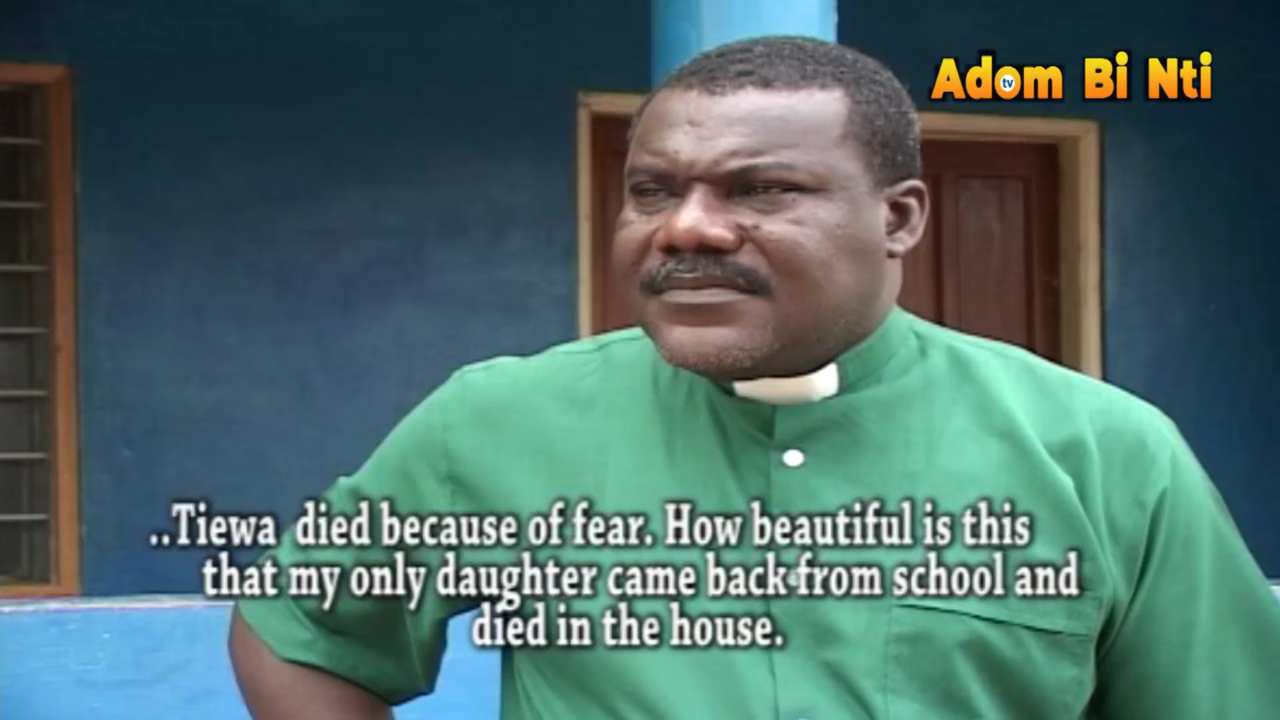 Adom Bi Nti
tv
..Tiewa died because of fear. How beautiful is this
that my only daughter came back from school and
died in the house.